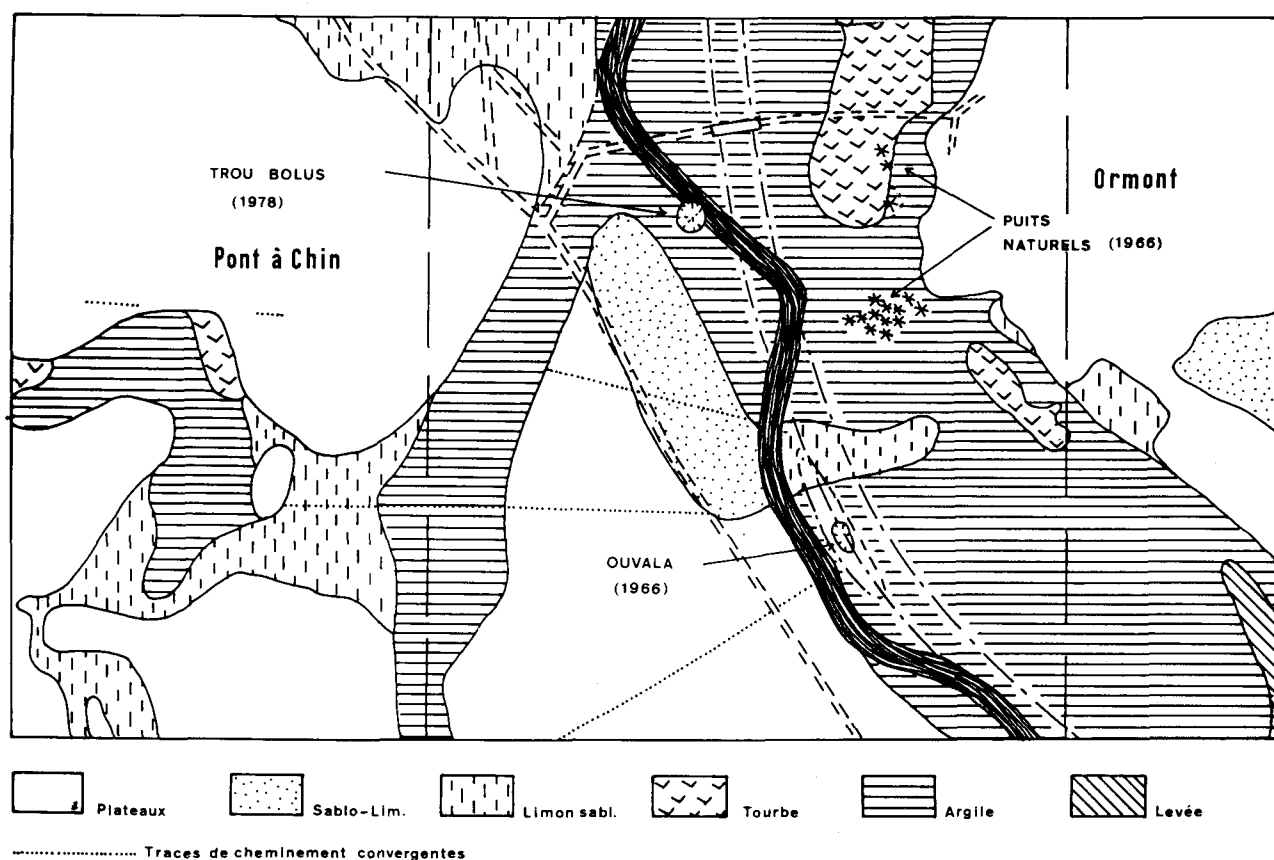 TROU BOLUS
(1978)
Pont à Chin
Ormont
PUITS
NATURELS (1966)
OUVALA
(1966)
Plateaux
Sablo-Lim.
Limon sabl.
Tourbe
Argile
Levée
Traces de cheminement convergentes